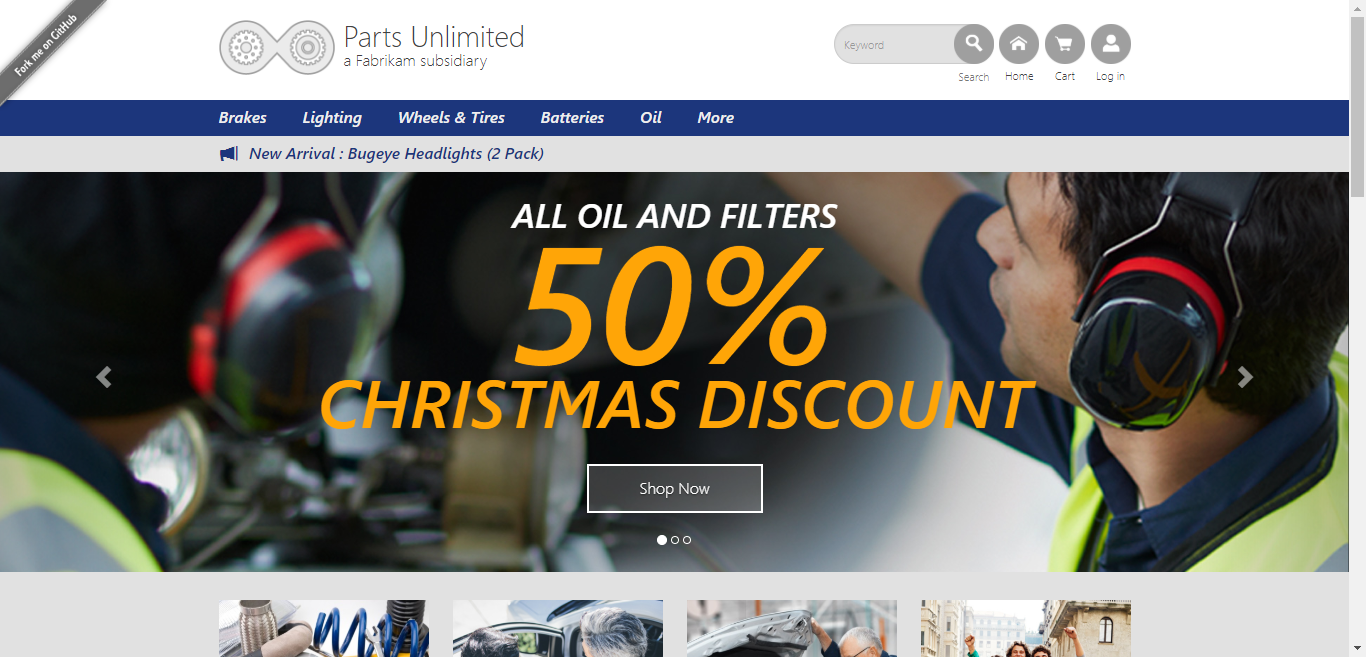 Fork me on GitHub
Parts Unlimited
a Fabrikam subsidiary
Keyword
Search
Home
Cart
Log in
Brakes
Lighting
Wheels & Tires
Batteries
Oil
More
New Arrival : Bugeye Headlights (2 Pack)
ALL OIL AND FILTERS
50%
CHRISTMAS DISCOUNT
Shop Now